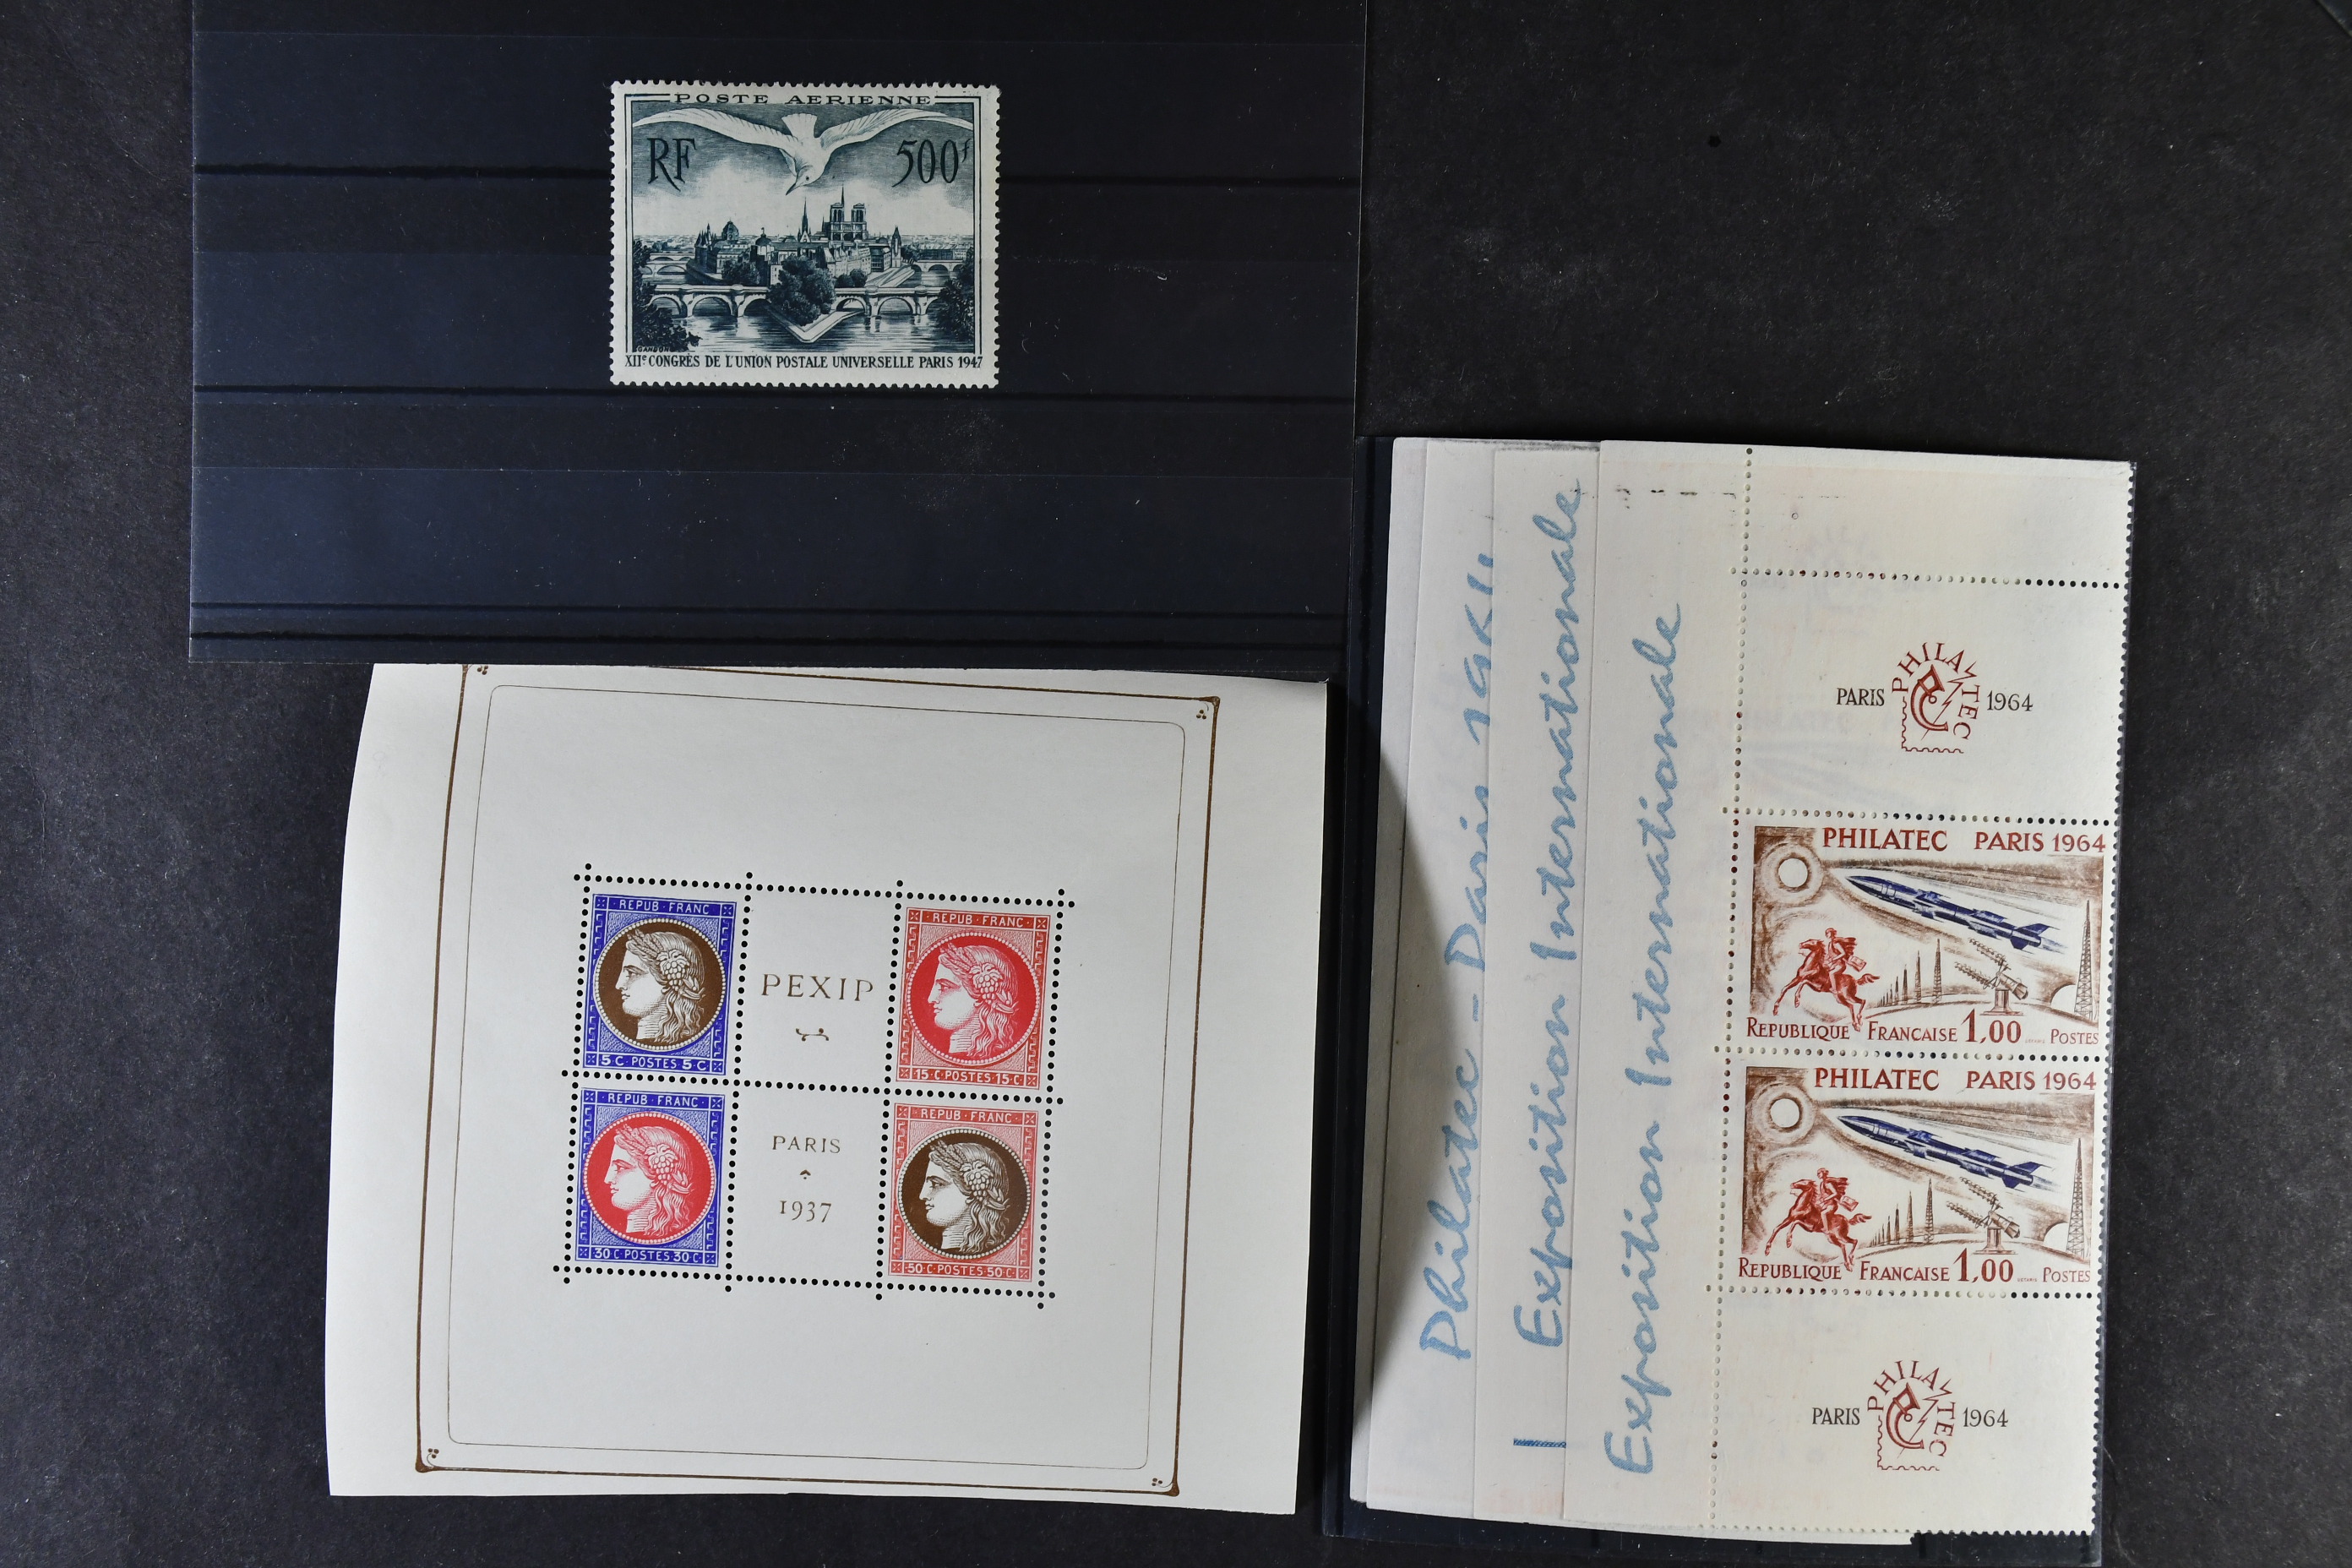 POSTE AERIENNE
RF 500F
GANDON
XIIe CONGRÈS DE L'UNION POSTALE UNIVERSELLE PARIS 1947
REPUB·FRANC
5·C·POSTES 5·C·
PEXIP
REPUB·FRANC
15·C·POSTES 15·C
REPUB·FRANC
30·C·POSTES 30·C·
PARIS
1937
REPUB·FRANC
50·C·POSTES 50·C·
Philatec - Paris 1964
Exposition Internationale
Exposition Internationale
PARIS PHILATEC 1964
PHILATEC PARIS 1964
REPUBLIQUE FRANCAISE 1,00 POSTES
PHILATEC PARIS 1964
REPUBLIQUE FRANCAISE 1,00 POSTES
PARIS PHILATEC 1964